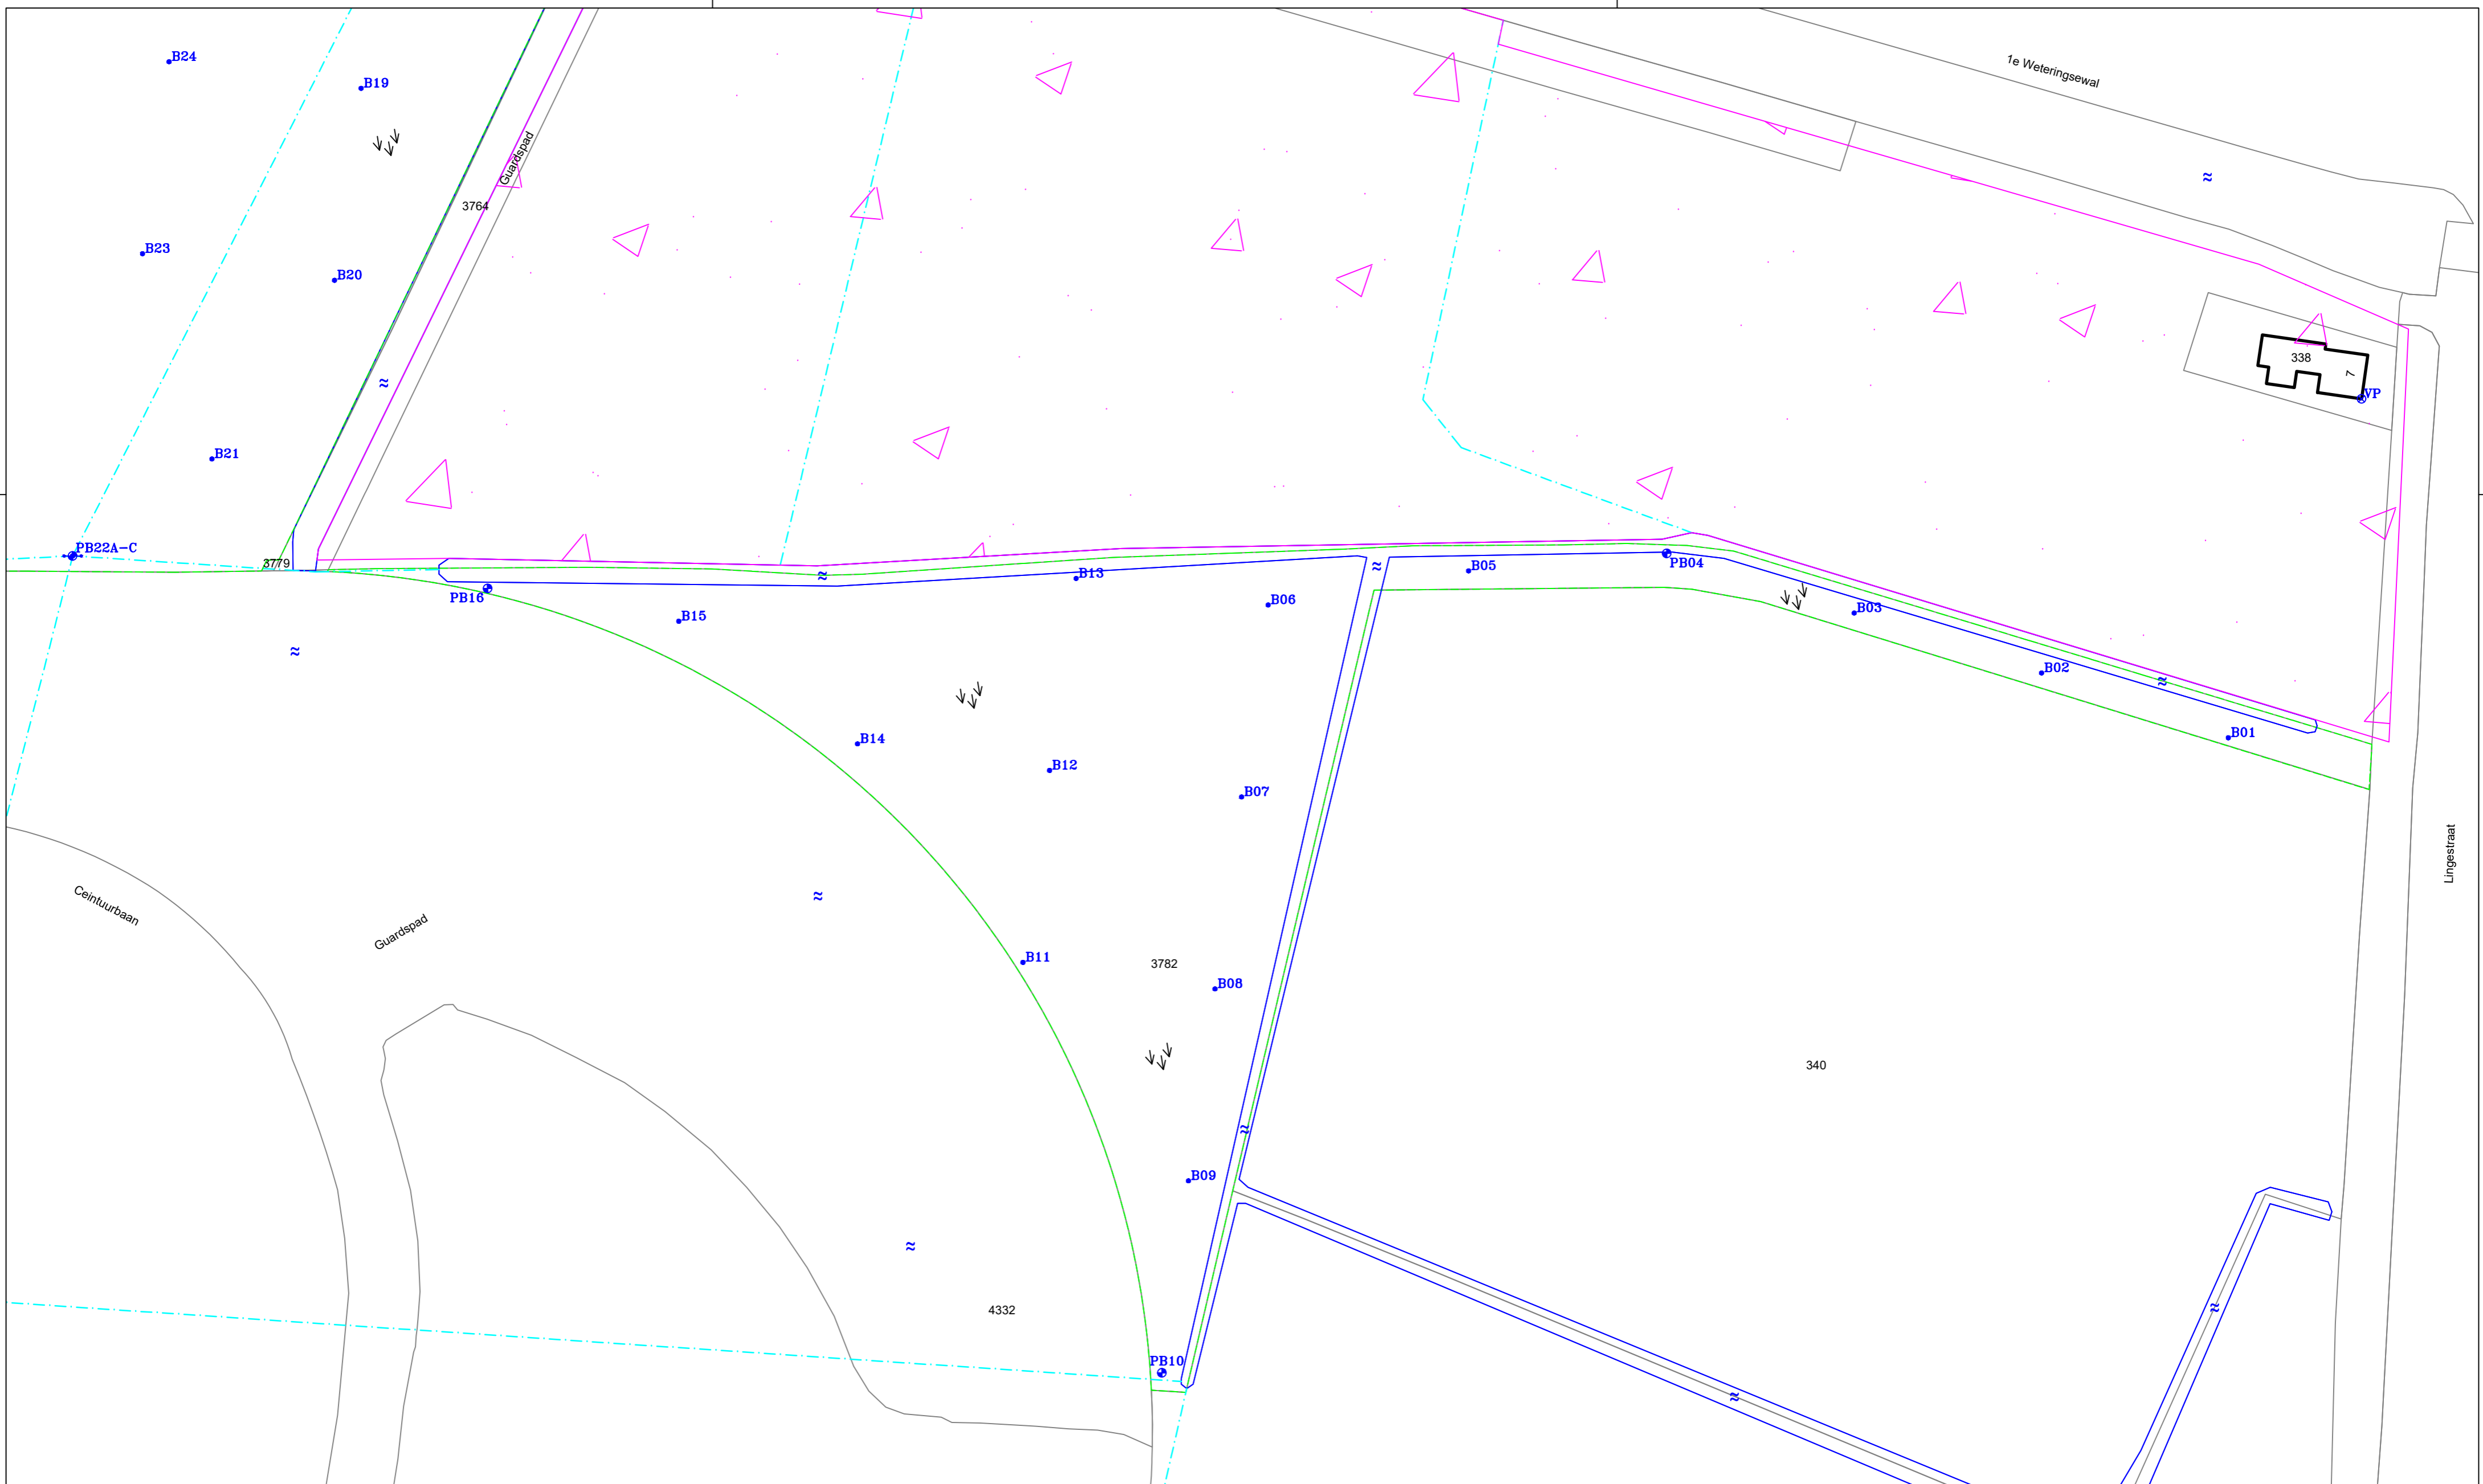 B24
B19
1e Weteringsewal
Guardspad
3764
B23
B20
338
7
VP
B21
PB22A-C
3779
PB16
B15
B13
B06
B05
PB04
B03
B02
B01
B14
B12
B07
Lingestraat
Ceintuurbaan
Guardspad
B11
3782
B08
340
B09
4332
PB10